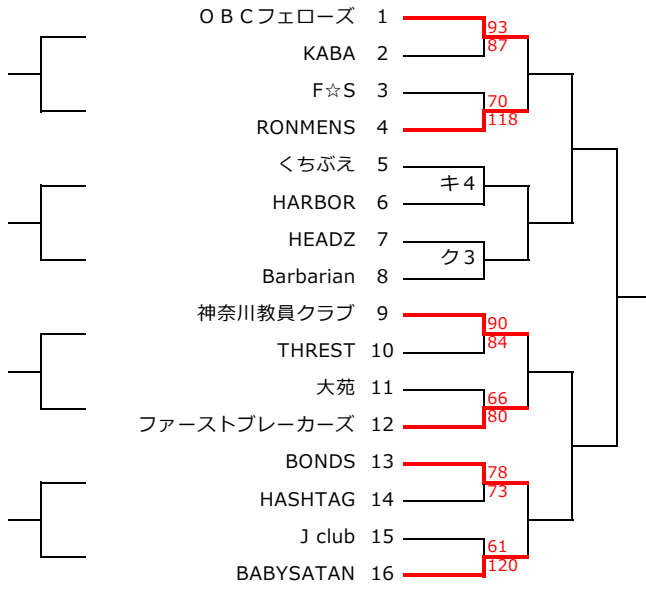 ＯＢＣフェローズ 1
93
87
KABA 2
F☆S 3
70
118
RONMENS 4
くちぶえ 5
キ４
HARBOR 6
HEADZ 7
ク３
Barbarian 8
神奈川教員クラブ 9
90
84
THREST 10
大苑 11
66
80
ファーストブレーカーズ 12
BONDS 13
78
73
HASHTAG 14
J club 15
61
120
BABYSATAN 16